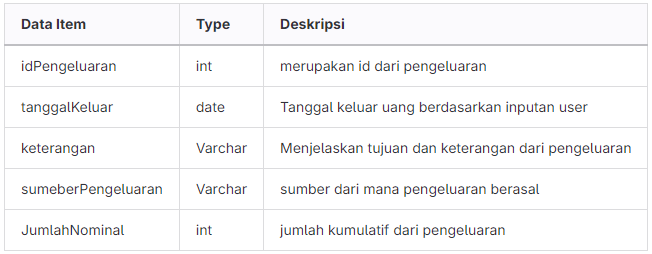 Data Item Type Deskripsi
idPengeluaran int merupakan id dari pengeluaran
tanggalKeluar date Tanggal keluar uang berdasarkan inputan user
keterangan Varchar Menjelaskan tujuan dan keterangan dari pengeluaran
sumeberPengeluaran Varchar sumber dari mana pengeluaran berasal
JumlahNominal int jumlah kumulatif dari pengeluaran